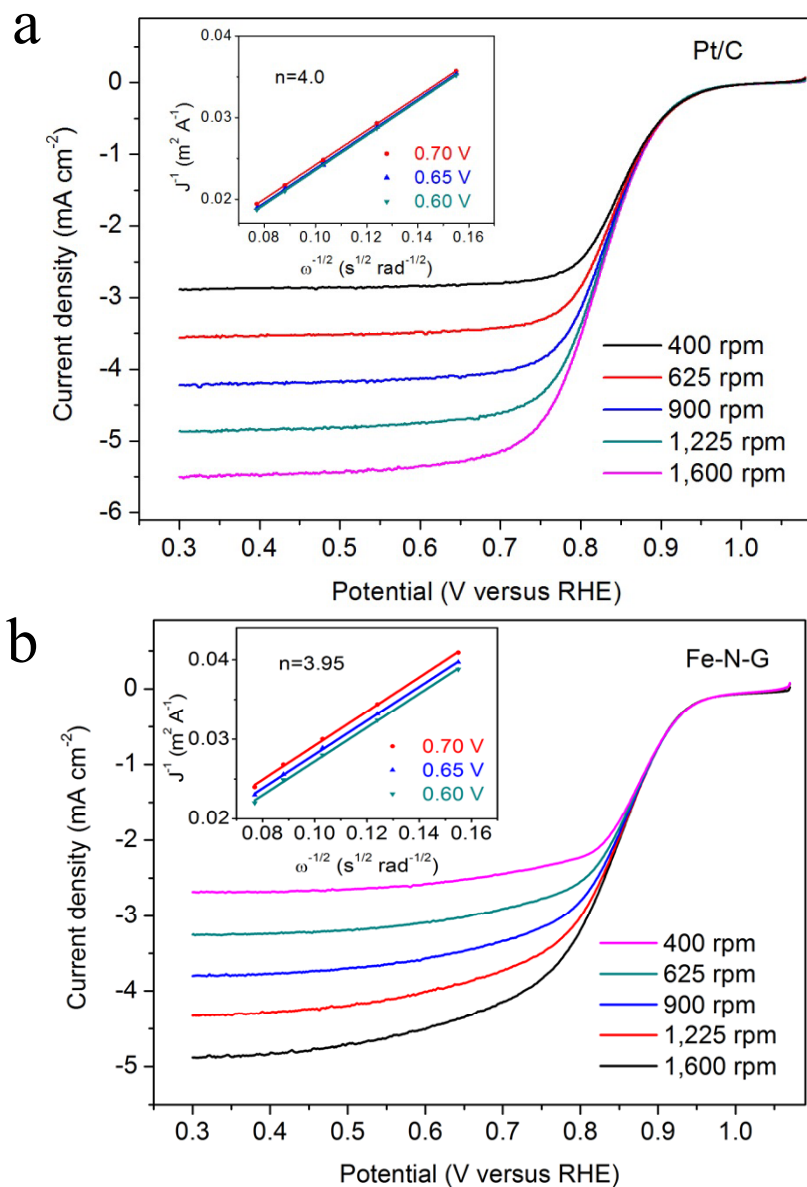 a
Pt/C
n=4.0
0.04
0.03
0.02
J⁻¹ (m² A⁻¹)
0.70 V
0.65 V
0.60 V
0.08 0.10 0.12 0.14 0.16
ω⁻¹/² (s¹/² rad⁻¹/²)
0
-1
-2
-3
-4
-5
-6
Current density (mA cm⁻²)
400 rpm
625 rpm
900 rpm
1,225 rpm
1,600 rpm
0.3 0.4 0.5 0.6 0.7 0.8 0.9 1.0
Potential (V versus RHE)
b
Fe-N-G
n=3.95
0.04
0.03
0.02
J⁻¹ (m² A⁻¹)
0.70 V
0.65 V
0.60 V
0.08 0.10 0.12 0.14 0.16
ω⁻¹/² (s¹/² rad⁻¹/²)
0
-1
-2
-3
-4
-5
Current density (mA cm⁻²)
400 rpm
625 rpm
900 rpm
1,225 rpm
1,600 rpm
0.3 0.4 0.5 0.6 0.7 0.8 0.9 1.0
Potential (V versus RHE)